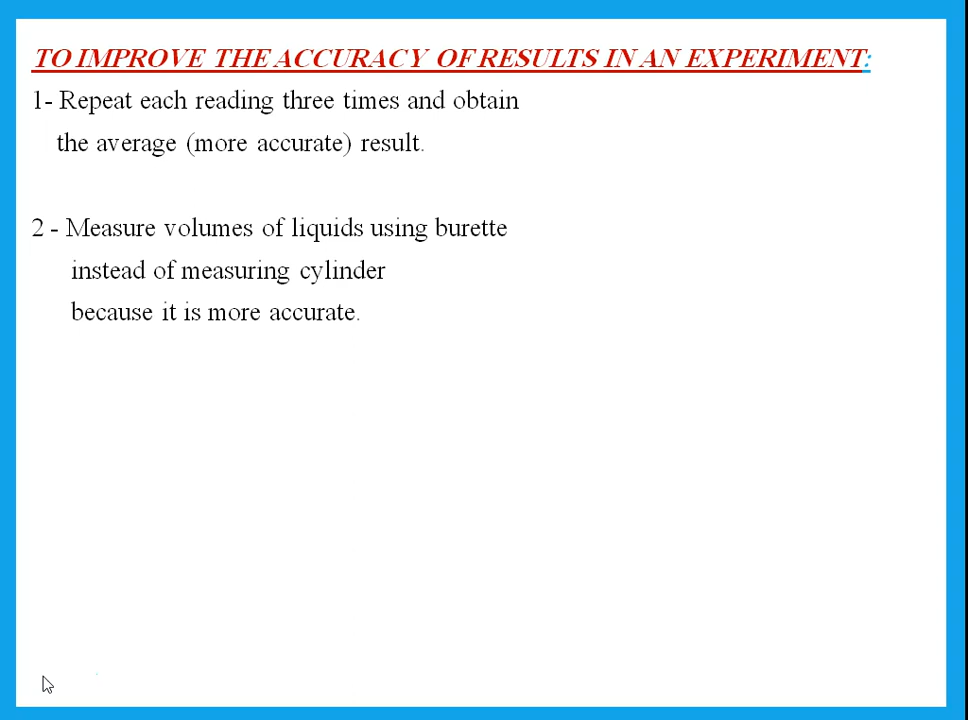 TO IMPROVE THE ACCURACY OF RESULTS IN AN EXPERIMENT:
1- Repeat each reading three times and obtain
the average (more accurate) result.
2 - Measure volumes of liquids using burette
instead of measuring cylinder
because it is more accurate.